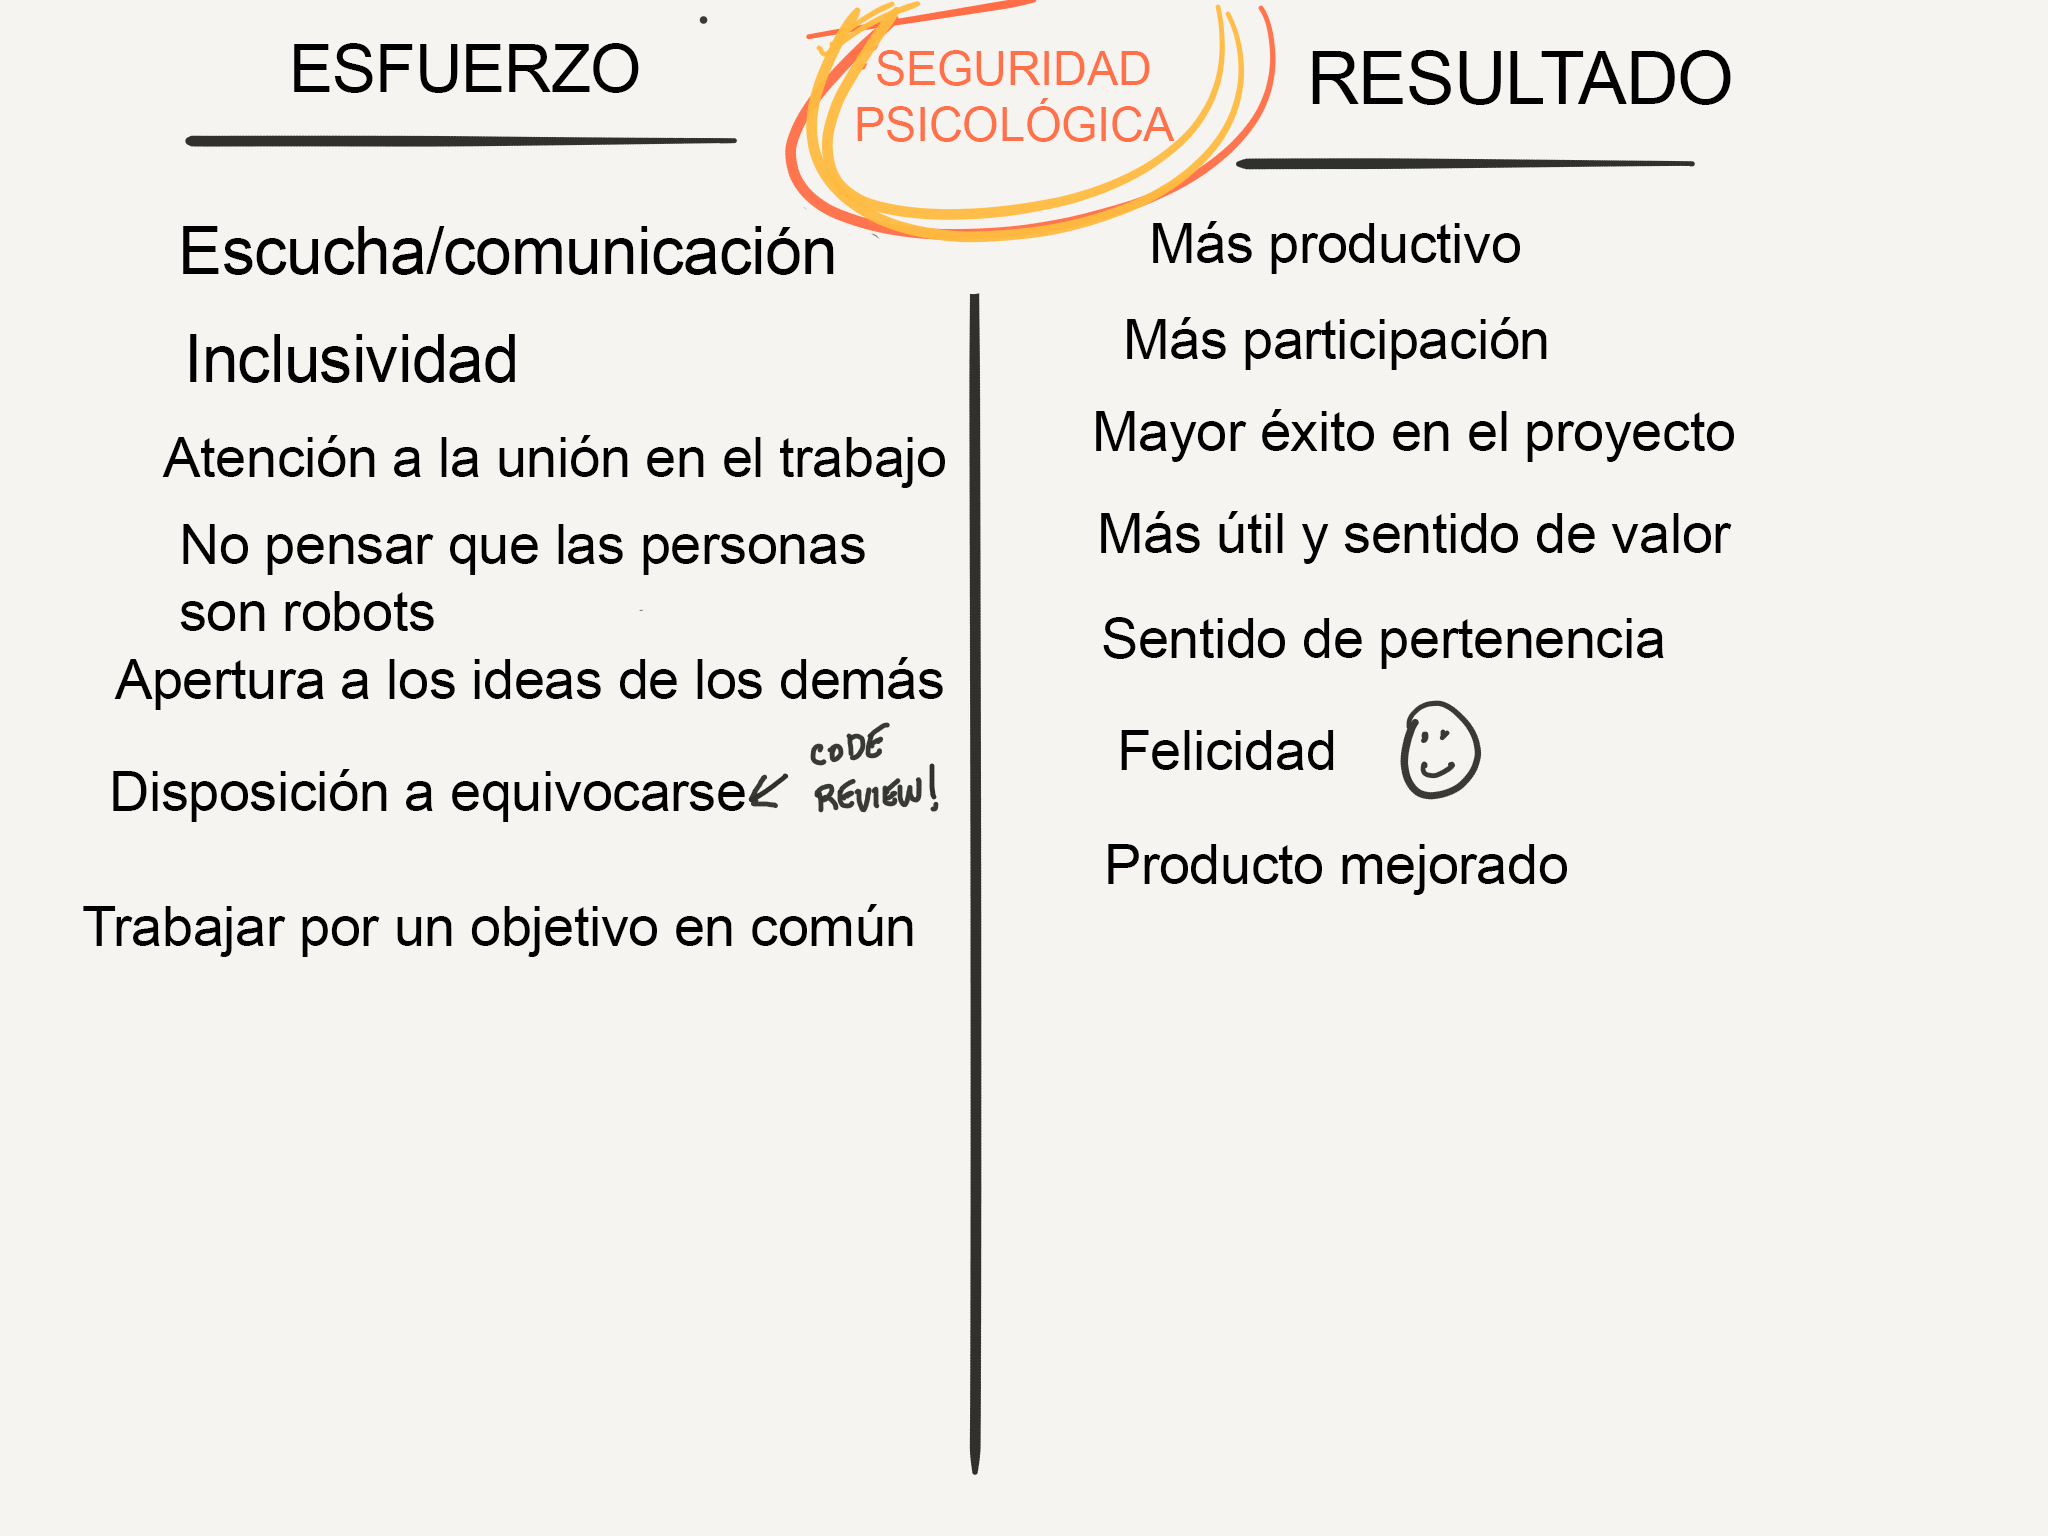 ESFUERZO
SEGURIDAD
PSICOLÓGICA
RESULTADO
Escucha/comunicación
Inclusividad
Atención a la unión en el trabajo
No pensar que las personas
son robots
Apertura a los ideas de los demás
Disposición a equivocarse
CODE
REVIEW!
Trabajar por un objetivo en común
Más productivo
Más participación
Mayor éxito en el proyecto
Más útil y sentido de valor
Sentido de pertenencia
Felicidad
Producto mejorado